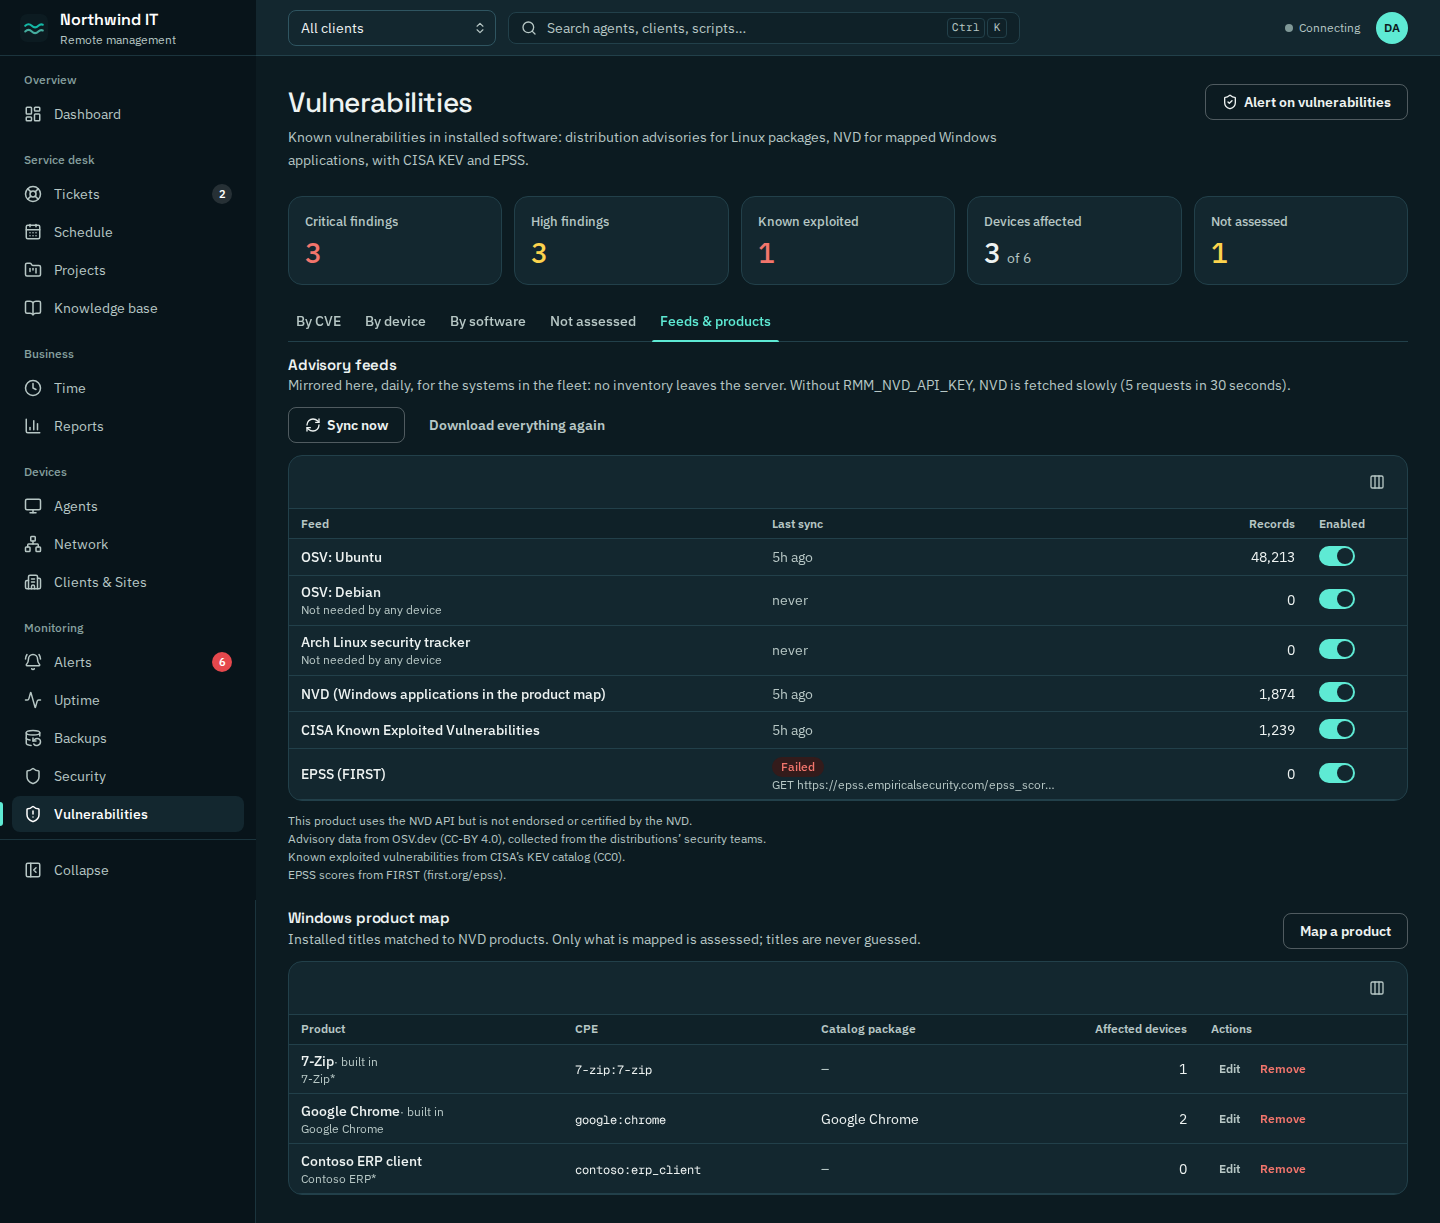 Northwind IT
Remote management
All clients
Search agents, clients, scripts...
Ctrl K
Connecting
DA
Overview
Dashboard
Service desk
Tickets 2
Schedule
Projects
Knowledge base
Business
Time
Reports
Devices
Agents
Network
Clients & Sites
Monitoring
Alerts 6
Uptime
Backups
Security
Vulnerabilities
Collapse
Vulnerabilities
Alert on vulnerabilities
Known vulnerabilities in installed software: distribution advisories for Linux packages, NVD for mapped Windows
applications, with CISA KEV and EPSS.
Critical findings
3
High findings
3
Known exploited
1
Devices affected
3 of 6
Not assessed
1
By CVE By device By software Not assessed Feeds & products
Advisory feeds
Mirrored here, daily, for the systems in the fleet: no inventory leaves the server. Without RMM_NVD_API_KEY, NVD is fetched slowly (5 requests in 30 seconds).
Sync now Download everything again
Feed Last sync Records Enabled
OSV: Ubuntu 5h ago 48,213
OSV: Debian
Not needed by any device
never 0
Arch Linux security tracker
Not needed by any device
never 0
NVD (Windows applications in the product map) 5h ago 1,874
CISA Known Exploited Vulnerabilities 5h ago 1,239
EPSS (FIRST)
Failed
GET https://epss.empiricalsecurity.com/epss_scor...
0
This product uses the NVD API but is not endorsed or certified by the NVD.
Advisory data from OSV.dev (CC-BY 4.0), collected from the distributions’ security teams.
Known exploited vulnerabilities from CISA’s KEV catalog (CC0).
EPSS scores from FIRST (first.org/epss).
Windows product map
Installed titles matched to NVD products. Only what is mapped is assessed; titles are never guessed.
Map a product
Product CPE Catalog package Affected devices Actions
7-Zip · built in
7-Zip*
7-zip:7-zip – 1 Edit Remove
Google Chrome · built in
Google Chrome
google:chrome Google Chrome 2 Edit Remove
Contoso ERP client
Contoso ERP*
contoso:erp_client – 0 Edit Remove